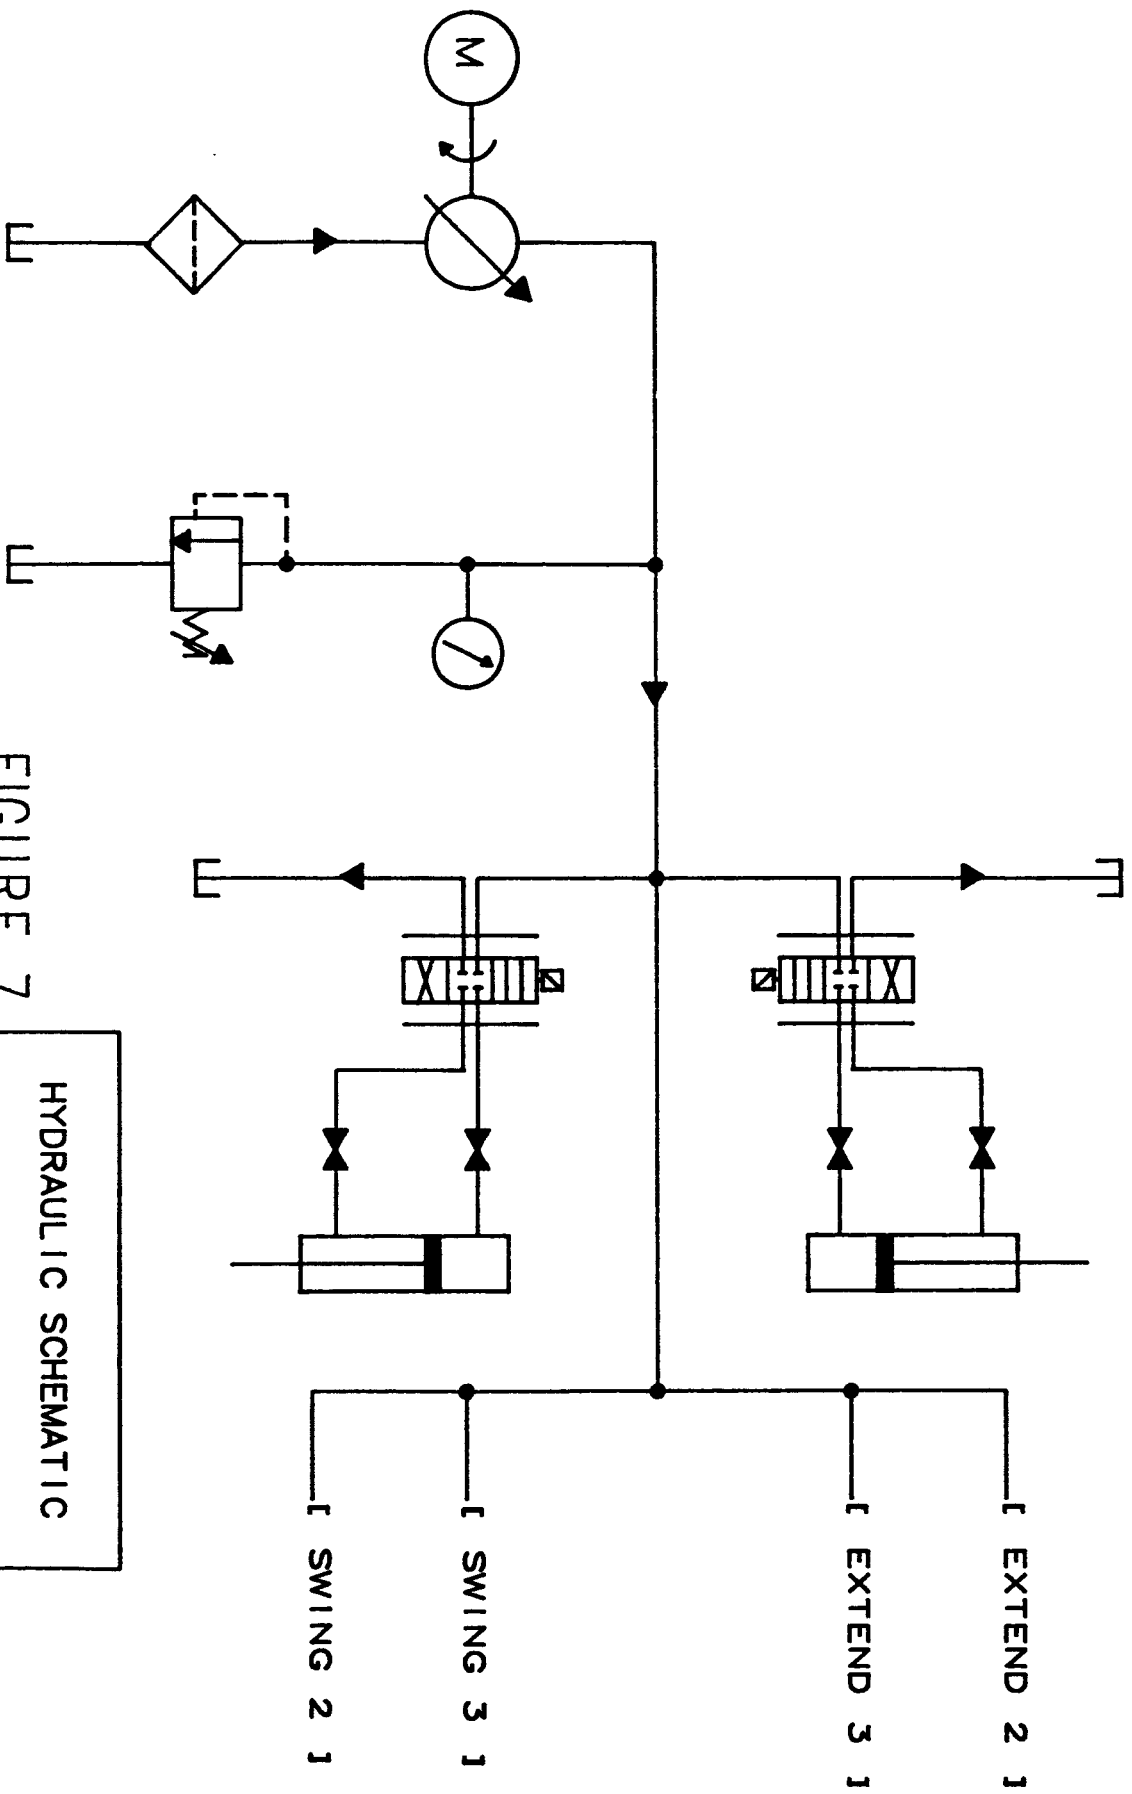 M
[ EXTEND 2 ]
[ EXTEND 3 ]
[ SWING 3 ]
[ SWING 2 ]
HYDRAULIC SCHEMATIC
FIGURE 7